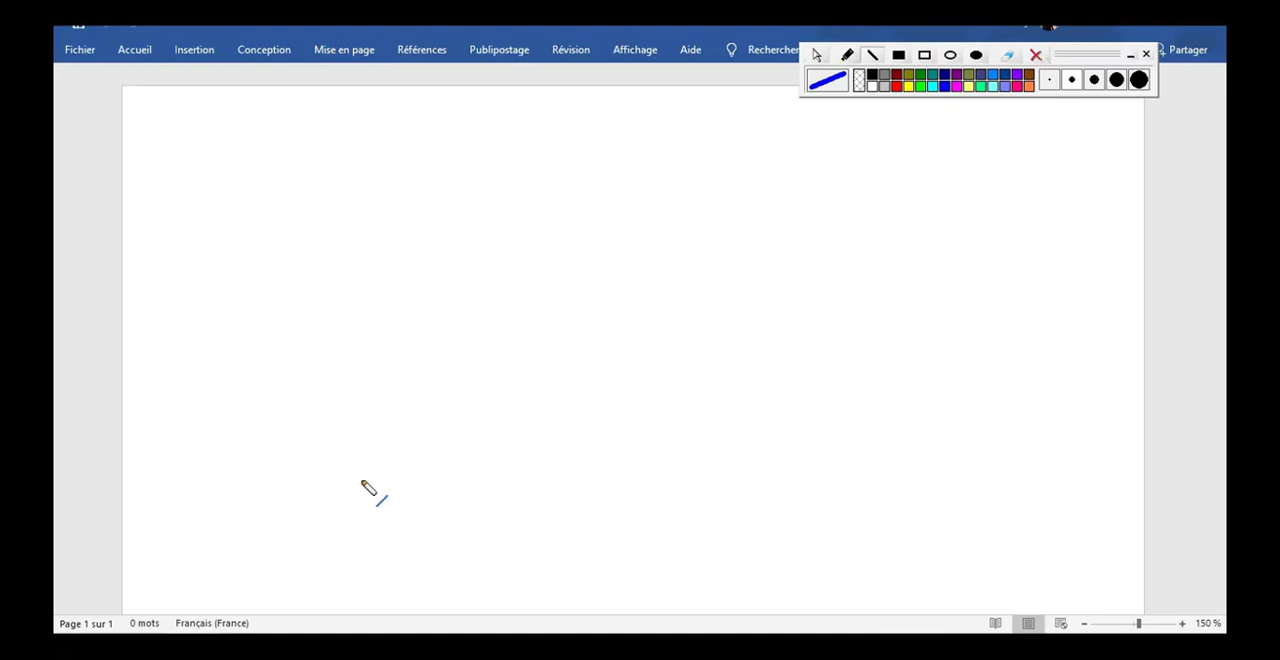 Fichier Accueil Insertion Conception Mise en page Références Publipostage Révision Affichage Aide Rechercher Partager
Page 1 sur 1 0 mots Français (France) 150 %